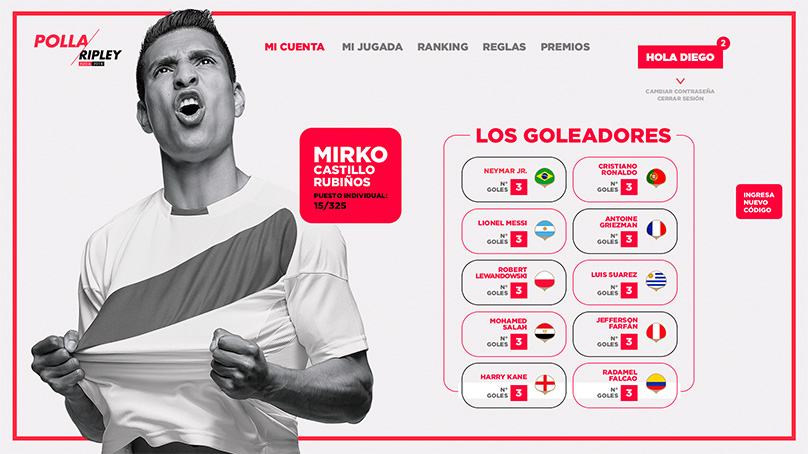 POLLA
RIPLEY
MI CUENTA
MI JUGADA
RANKING
REGLAS
PREMIOS
2
HOLA DIEGO
CAMBIAR CONTRASEÑA
CERRAR SESIÓN
MIRKO
CASTILLO
RUBIÑOS
PUESTO INDIVIDUAL:
15/325
LOS GOLEADORES
NEYMAR JR.
N°
GOLES 3
CRISTIANO
RONALDO
N°
GOLES 3
LIONEL MESSI
N°
GOLES 3
ANTOINE
GRIEZMAN
N°
GOLES 3
ROBERT
LEWANDOWSKI
N°
GOLES 3
LUIS SUAREZ
N°
GOLES 3
MOHAMED
SALAH
N°
GOLES 3
JEFFERSON
FARFÁN
N°
GOLES 3
HARRY KANE
N°
GOLES 3
RADAMEL
FALCAO
N°
GOLES 3
INGRESA
NUEVO
CÓDIGO